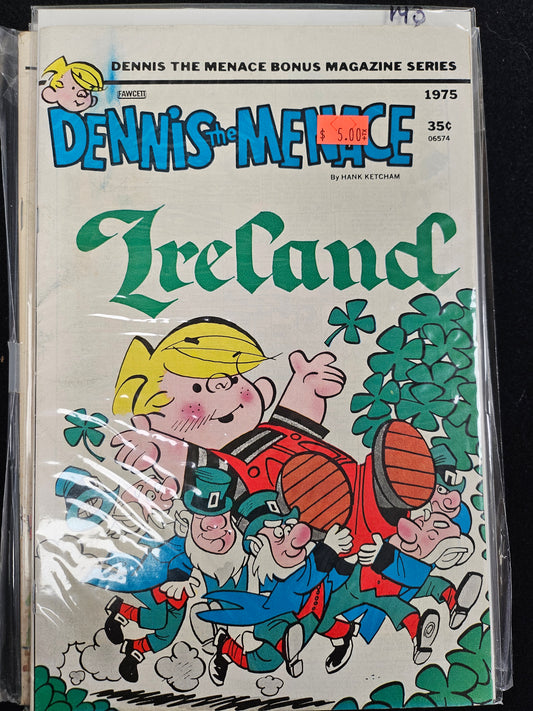 143
DENNIS THE MENACE BONUS MAGAZINE SERIES
FAWCETT
1975
DENNIS the MENACE
$ 5.00
35¢
06574
By HANK KETCHAM
Ireland